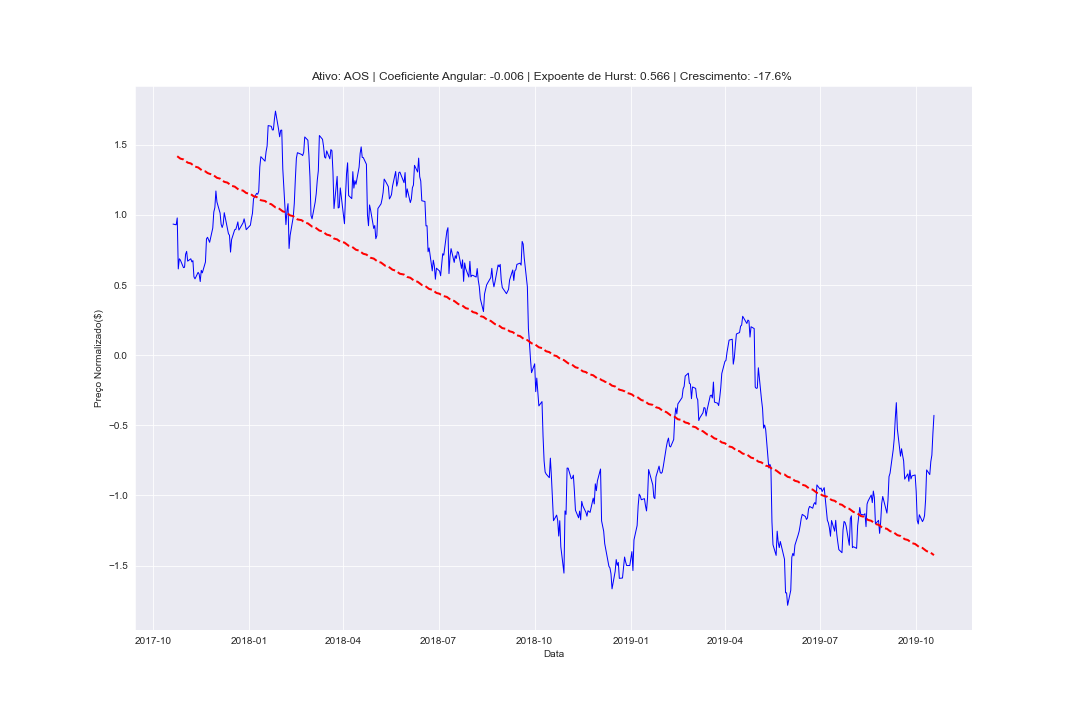 Ativo: AOS | Coeficiente Angular: -0.006 | Expoente de Hurst: 0.566 | Crescimento: -17.6%
Preço Normalizado($)
1.5
1.0
0.5
0.0
−0.5
−1.0
−1.5
2017-10 2018-01 2018-04 2018-07 2018-10 2019-01 2019-04 2019-07 2019-10
Data